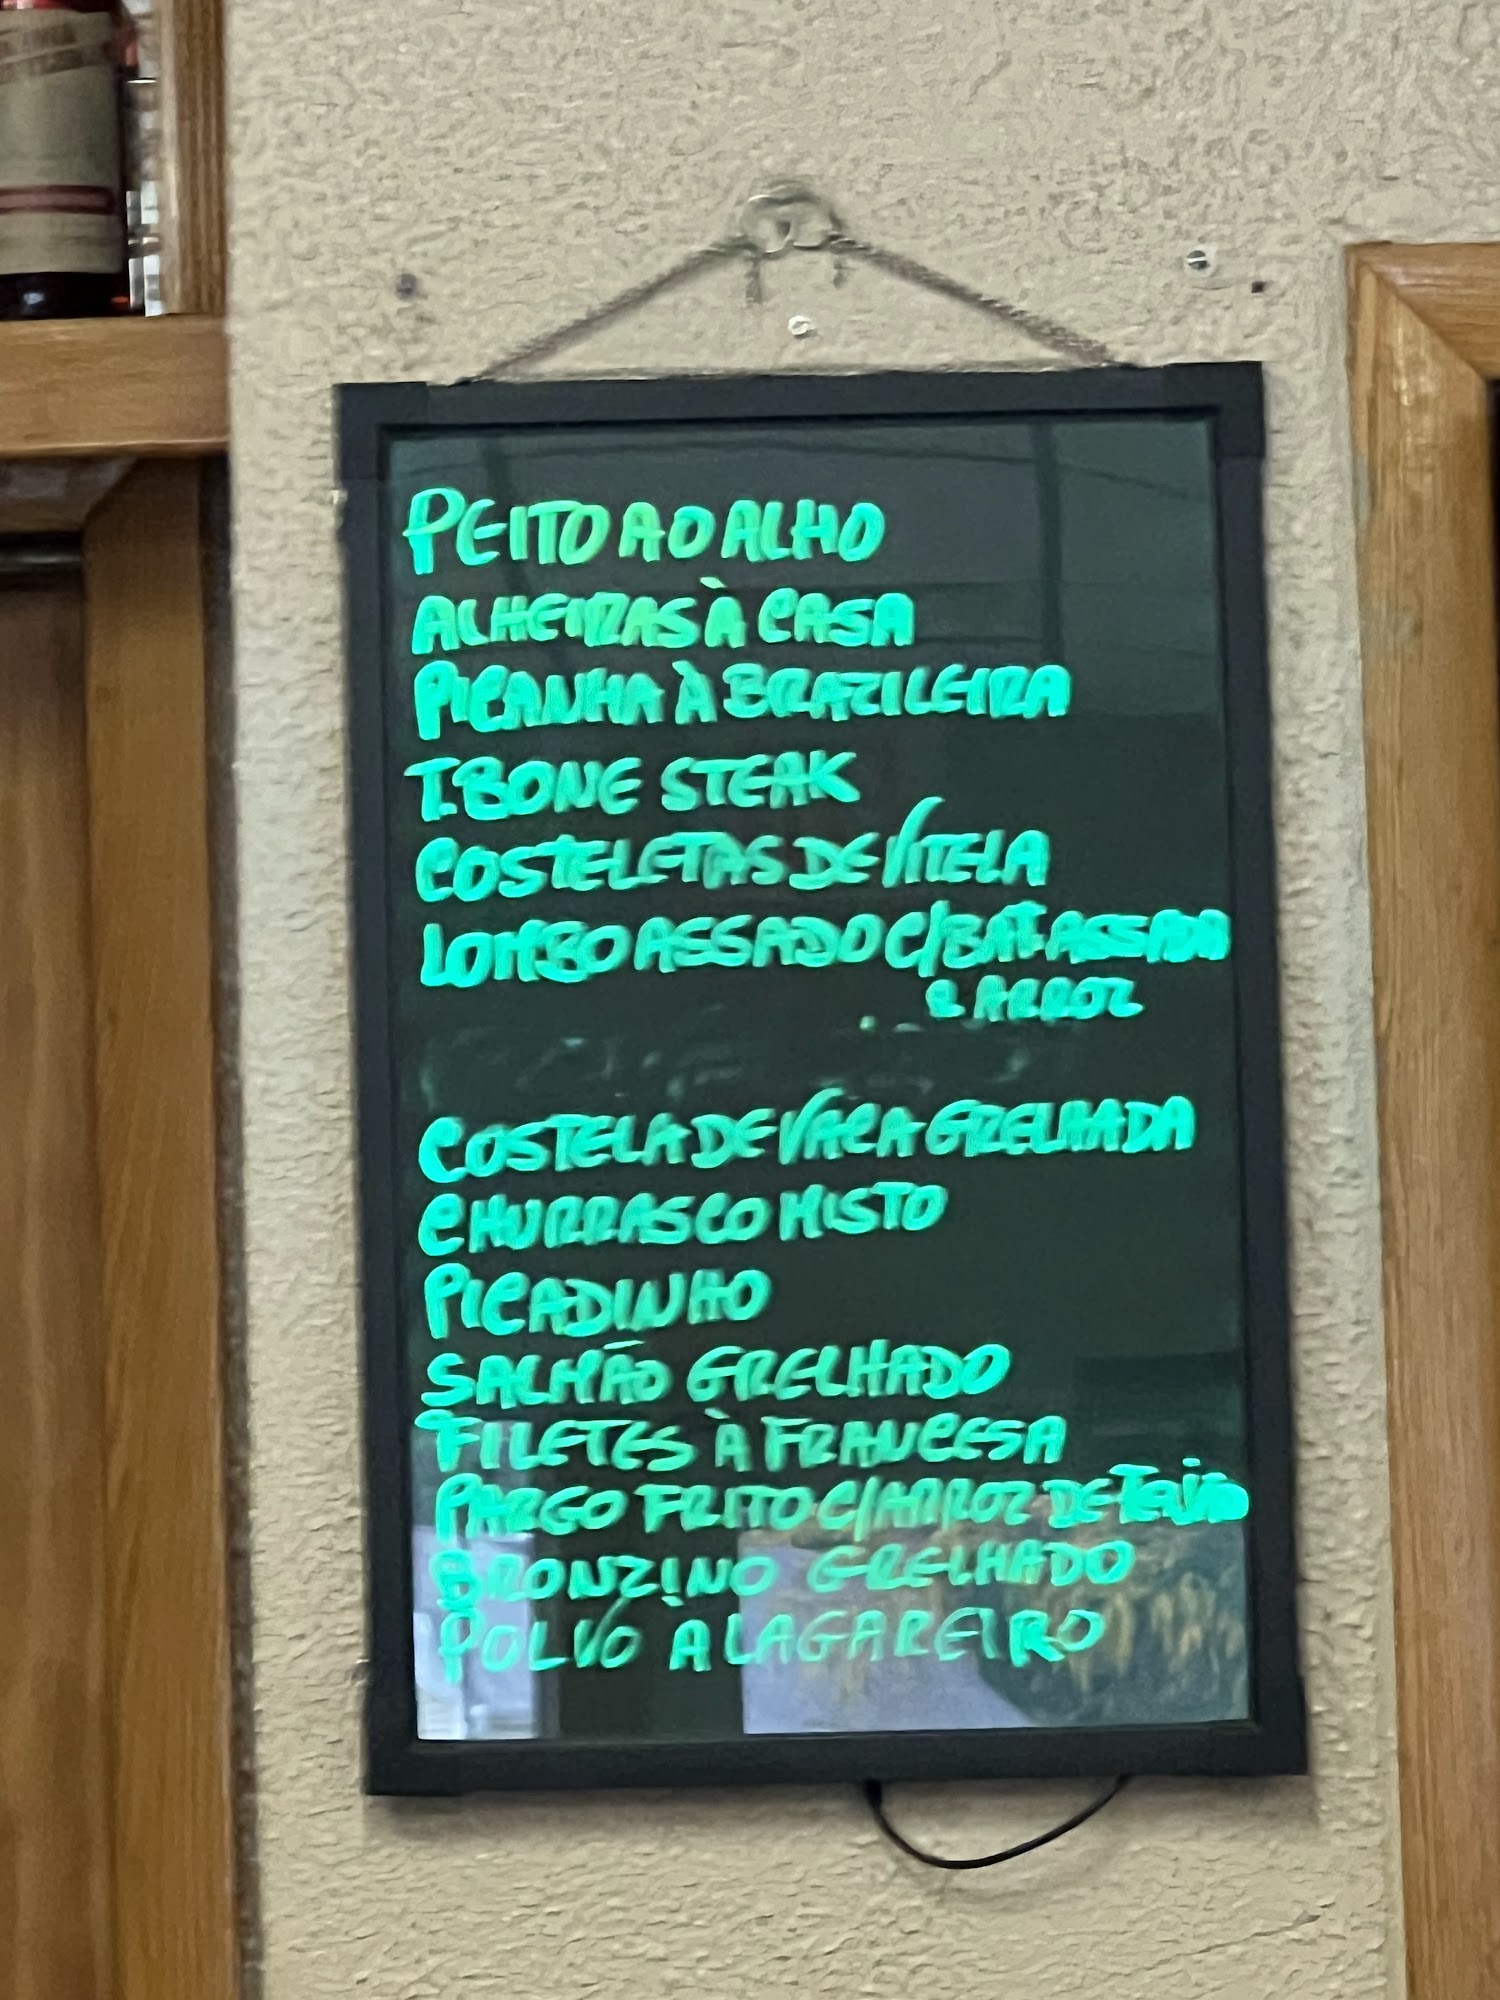 PEITO AO ALHO
ALHEIRAS À CASA
PICANHA À BRAZILEIRA
T.BONE STEAK
COSTELETAS DE VITELA
LOMBO ASSADO C/BAT. ASSADA
E ARROZ
COSTELA DE VACA GRELHADA
CHURRASCO MISTO
PICADINHO
SALMÃO GRELHADO
FILETES À FRANCESA
PARGO FRITO C/ARROZ DE
BRONZINO GRELHADO
POLVO À LAGAREIRO